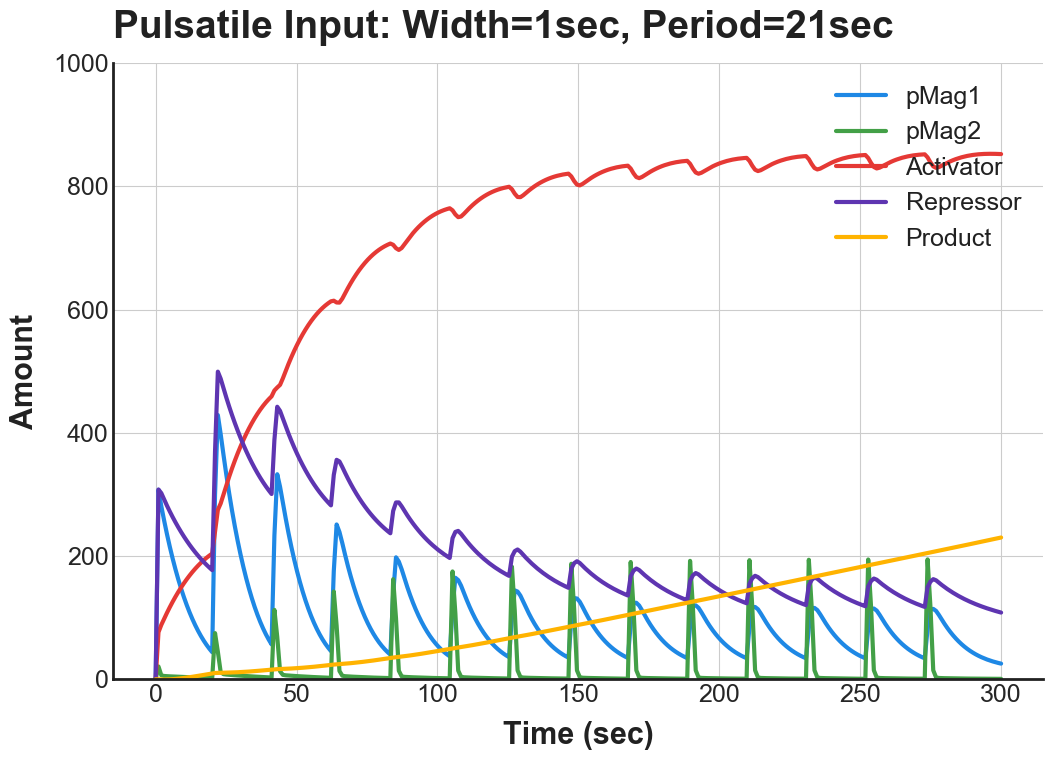 Pulsatile Input: Width=1sec, Period=21sec
1000
800
600
400
200
0
Amount
pMag1
pMag2
Activator
Repressor
Product
0 50 100 150 200 250 300
Time (sec)